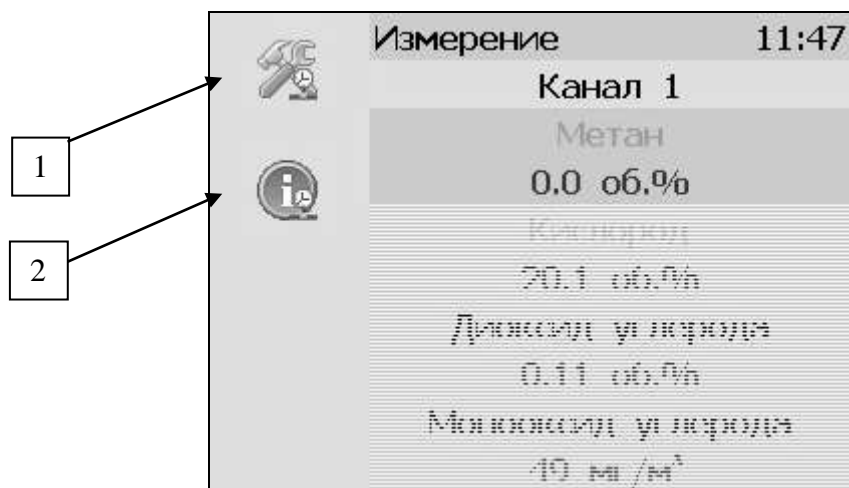 1
2
Измерение 11:47
Канал 1
Метан
0.0 об.%
Кислород
20.1 об.%
Диоксид углерода
0.11 об.%
Монооксид углерода
49 мг/м³